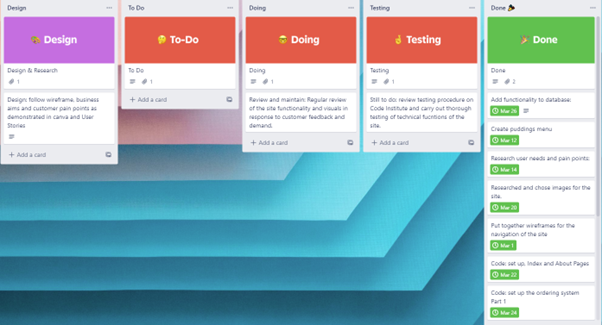 Design
Design
Design & Research
1
Design: follow wireframe: business
aims and customer pain points as
demonstrated in canva and User
Stories
+ Add a card
To Do
To-Do
To Do
1
+ Add a card
Doing
Doing
Doing
1
Review and maintain: Regular review
of the site functionality and visuals in
response to customer feedback and
demand.
+ Add a card
Testing
Testing
Testing
1
Still to do: review testing procedure on
Code Institute and carry out thorough
testing of technical fucntions of the
site.
+ Add a card
Done
Done
Done
2
Add functionality to database:
Mar 26
Create puddings menu
Mar 12
Research user needs and pain points:
Mar 14
Researched and chose images for the
site.
Mar 20
Put together wireframes for the
navigation of the site
Mar 1
Code: set up. Index and About Pages
Mar 22
Code: set up the ordering system
Part 1
Mar 24